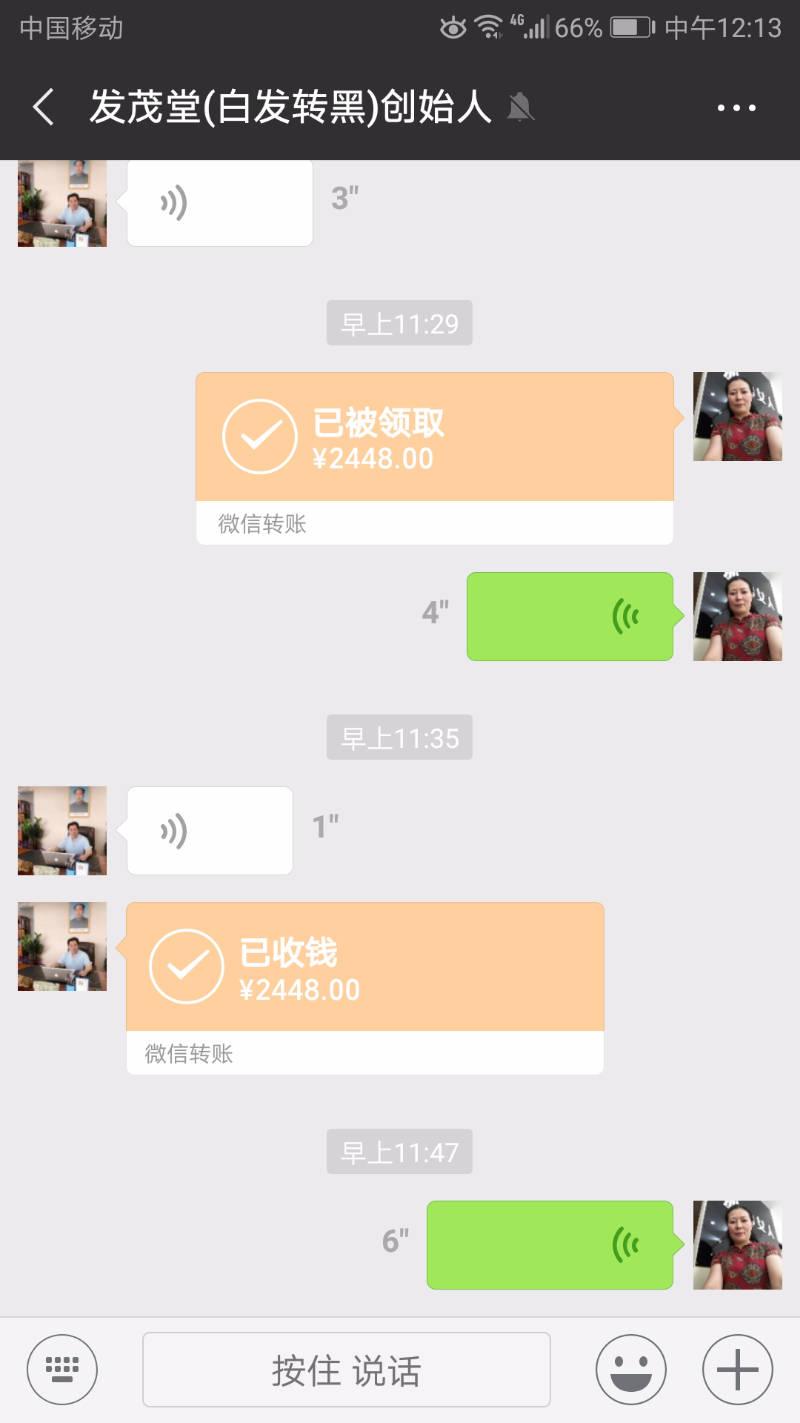 中国移动 4G 66% 中午12:13
发茂堂(白发转黑)创始人
3"
早上11:29
已被领取
¥2448.00
微信转账
4"
早上11:35
1"
已收钱
¥2448.00
微信转账
早上11:47
6"
按住 说话